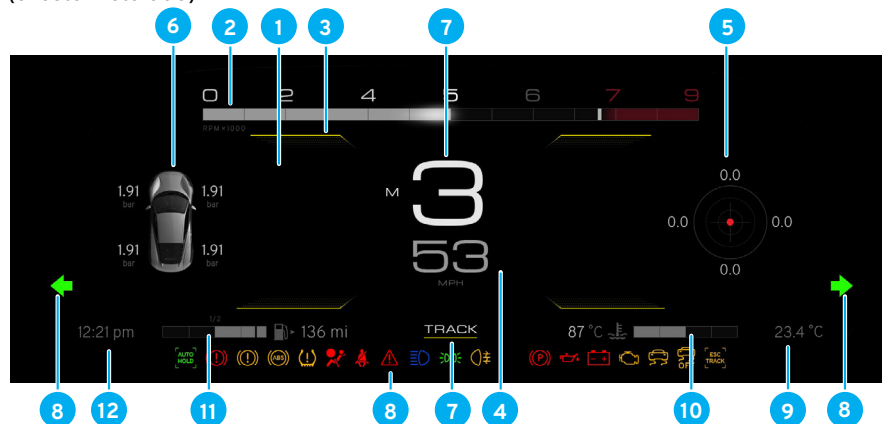 6 2 1 3 7 5
0 2 4 5 6 7 9
RPM×1000
0.0
M 3
1.91 bar 1.91 bar
0.0 0.0
53
MPH
1.91 bar 1.91 bar
0.0
1/2
12:21 pm 136 mi TRACK 87 °C 23.4 °C
AUTO HOLD ABS P OFF ESC TRACK
8 12 11 8 7 4 10 9 8